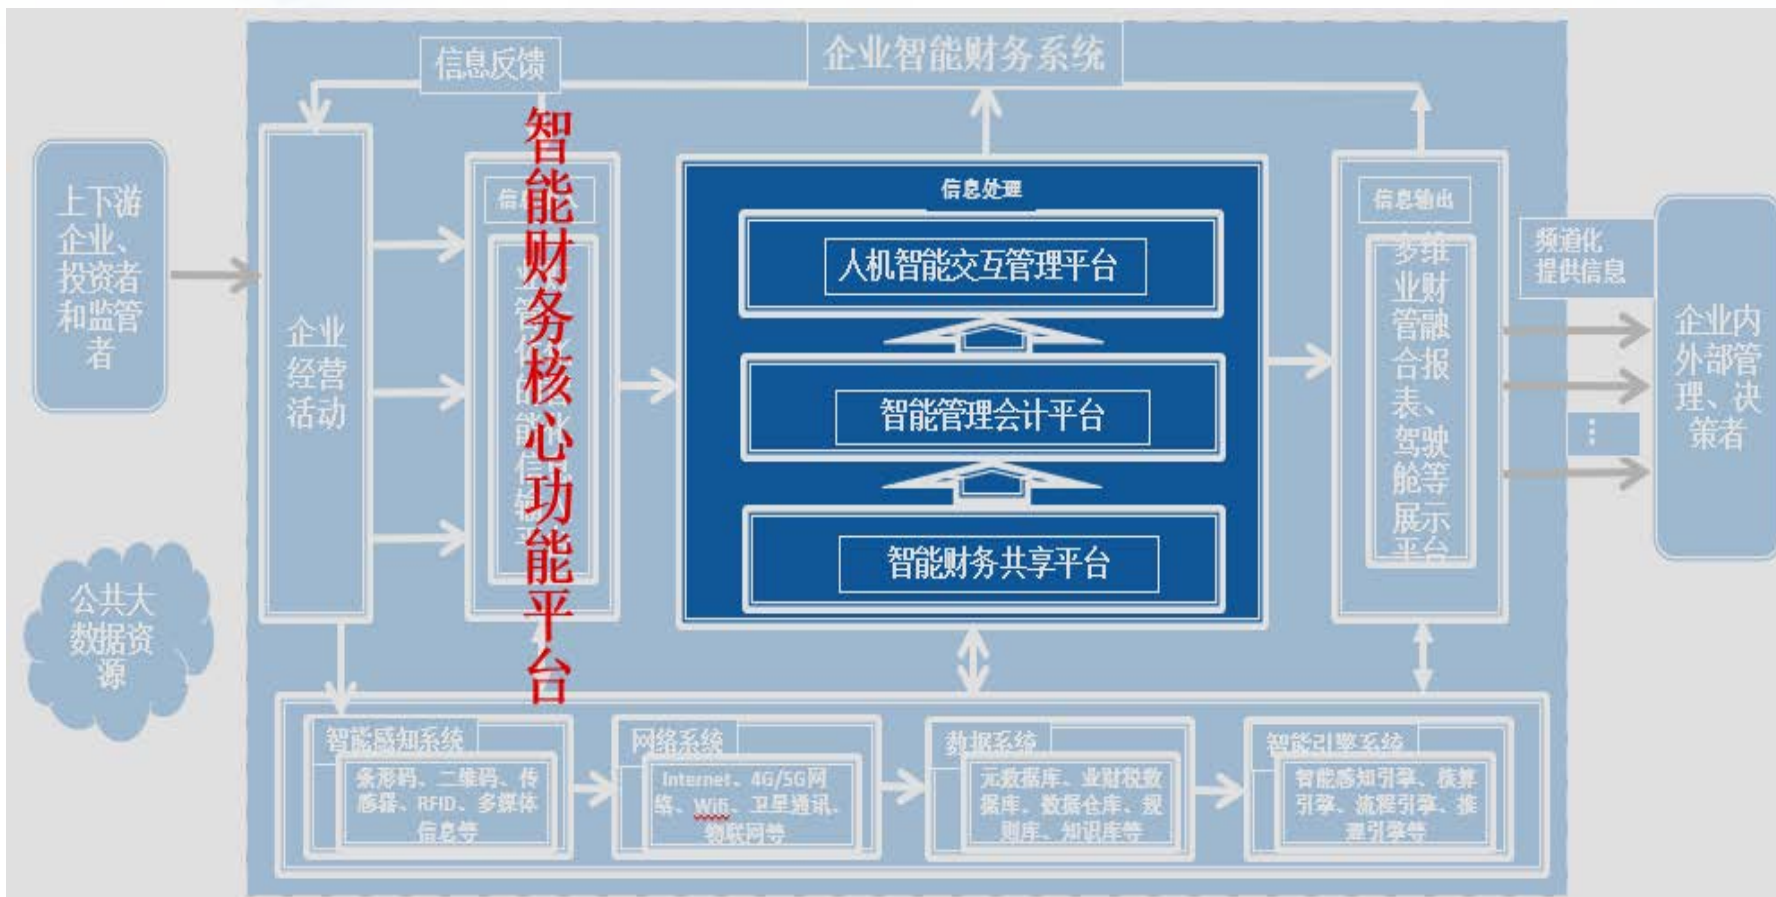 企业智能财务系统
信息反馈
智能财务核心功能平台
上下游
企业、
投资者
和监管
者
公共大
数据资
源
企业
经营
活动
信息处理
人机智能交互管理平台
智能管理会计平台
智能财务共享平台
信息输出
多维
业财
管融
合报
表、
驾驶
舱等
展示
平台
频道化
提供信息
⋮
企业内
外部管
理、决
策者
智能感知系统
条形码、二维码、传
感器、RFID、多媒体
信息等
网络系统
Internet、4G/5G网
络、Wifi、卫星通讯、
物联网等
数据系统
元数据库、业财税数
据库、数据仓库、规
则库、知识库等
智能引擎系统
智能感知引擎、核算
引擎、流程引擎、推
理引擎等